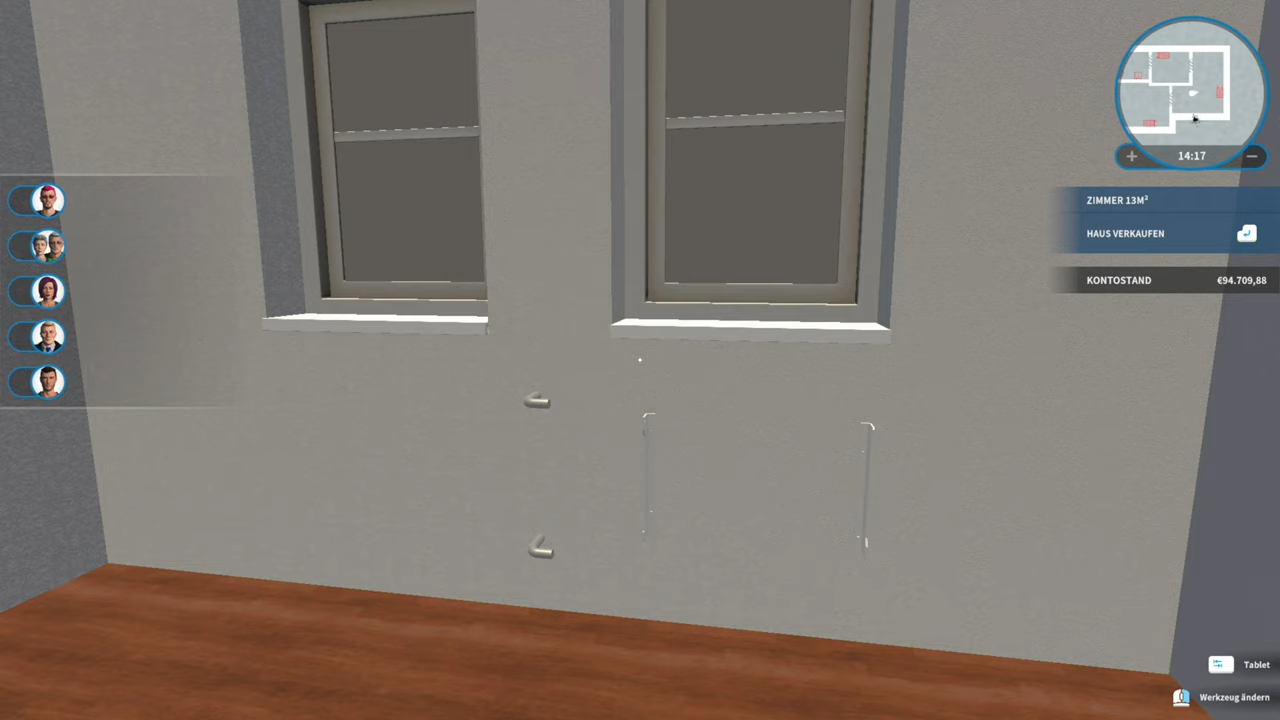 14:17
ZIMMER 13M²
HAUS VERKAUFEN
KONTOSTAND €94.709,88
Tablet
Werkzeug ändern